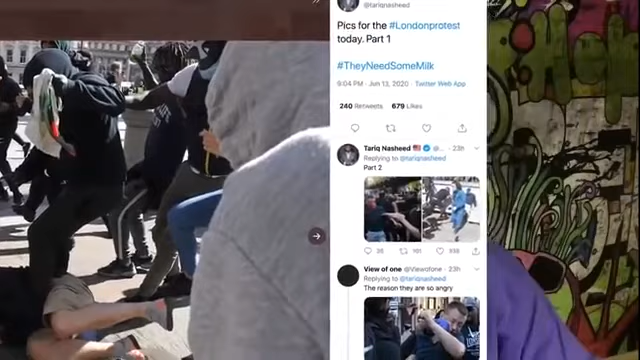 @tariqnasheed
Pics for the #Londonprotest
today. Part 1
#TheyNeedSomeMilk
9:04 PM · Jun 13, 2020 · Twitter Web App
240 Retweets 679 Likes
Tariq Nasheed @... · 23h
Replying to @tariqnasheed
Part 2
View of one @Viewofone · 23h
Replying to @tariqnasheed
The reason they are so angry